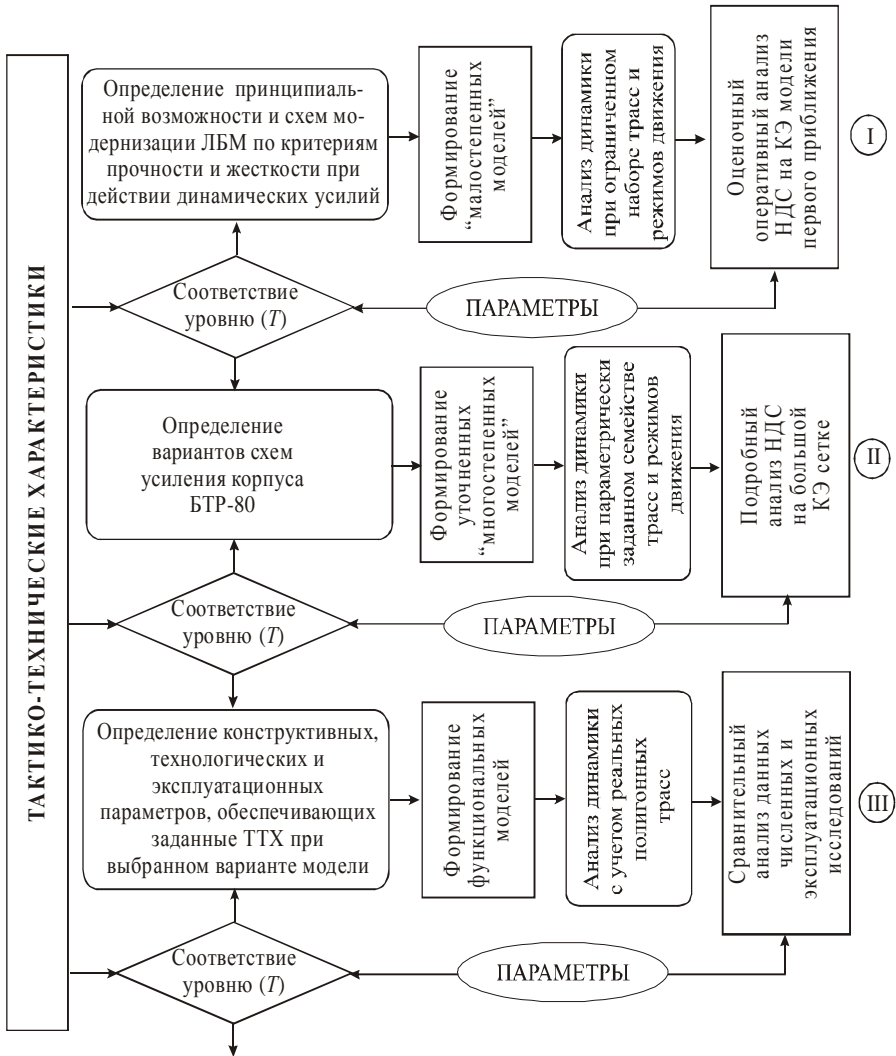 ТАКТИКО-ТЕХНИЧЕСКИЕ ХАРАКТЕРИСТИКИ
Определение принципиаль-
ной возможности и схем мо-
дернизации ЛБМ по критериям
прочности и жесткости при
действии динамических усилий
Формирование
“малостепенных
моделей”
Анализ динамики
при ограниченном
наборе трасс и
режимов движения
Оценочный
оперативный анализ
НДС на КЭ модели
первого приближения
I
Соответствие
уровню (T)
ПАРАМЕТРЫ
Определение
вариантов схем
усиления корпуса
БТР-80
Формирование
уточненных
“многостепенных
моделей”
Анализ динамики
при параметрически
заданном семействе
трасс и режимов
движения
Подробный
анализ НДС
на большой
КЭ сетке
II
Соответствие
уровню (T)
ПАРАМЕТРЫ
Определение конструктивных,
технологических и
эксплуатационных
параметров, обеспечивающих
заданные ТТХ при
выбранном варианте модели
Формирование
функциональных
моделей
Анализ динамики
с учетом реальных
полигонных
трасс
Сравнительный
анализ данных
численных и
эксплуатационных
исследований
III
Соответствие
уровню (T)
ПАРАМЕТРЫ